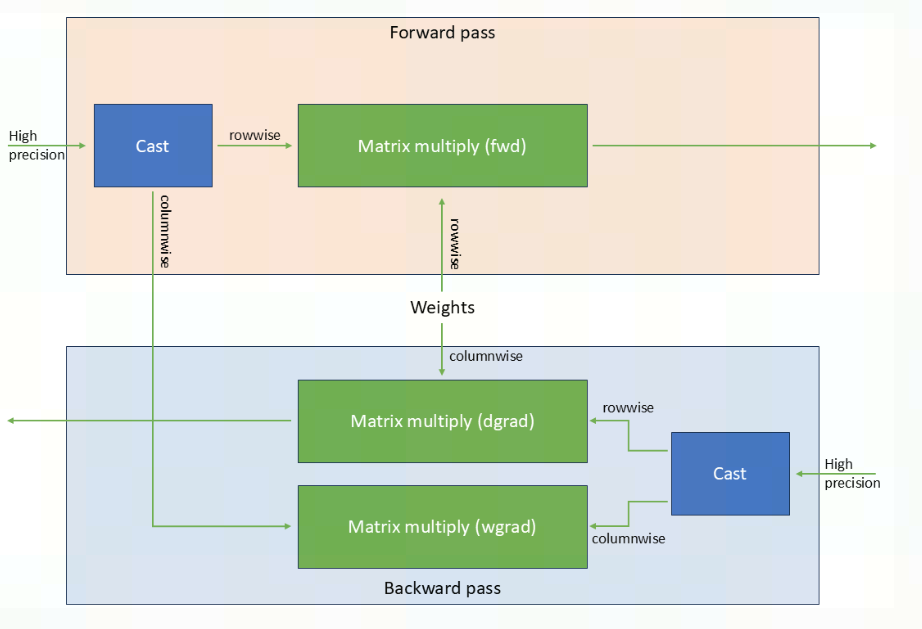 Forward pass
High
precision
Cast
rowwise
Matrix multiply (fwd)
columnwise
rowwise
Weights
columnwise
Matrix multiply (dgrad)
rowwise
Cast
High
precision
Matrix multiply (wgrad)
columnwise
Backward pass